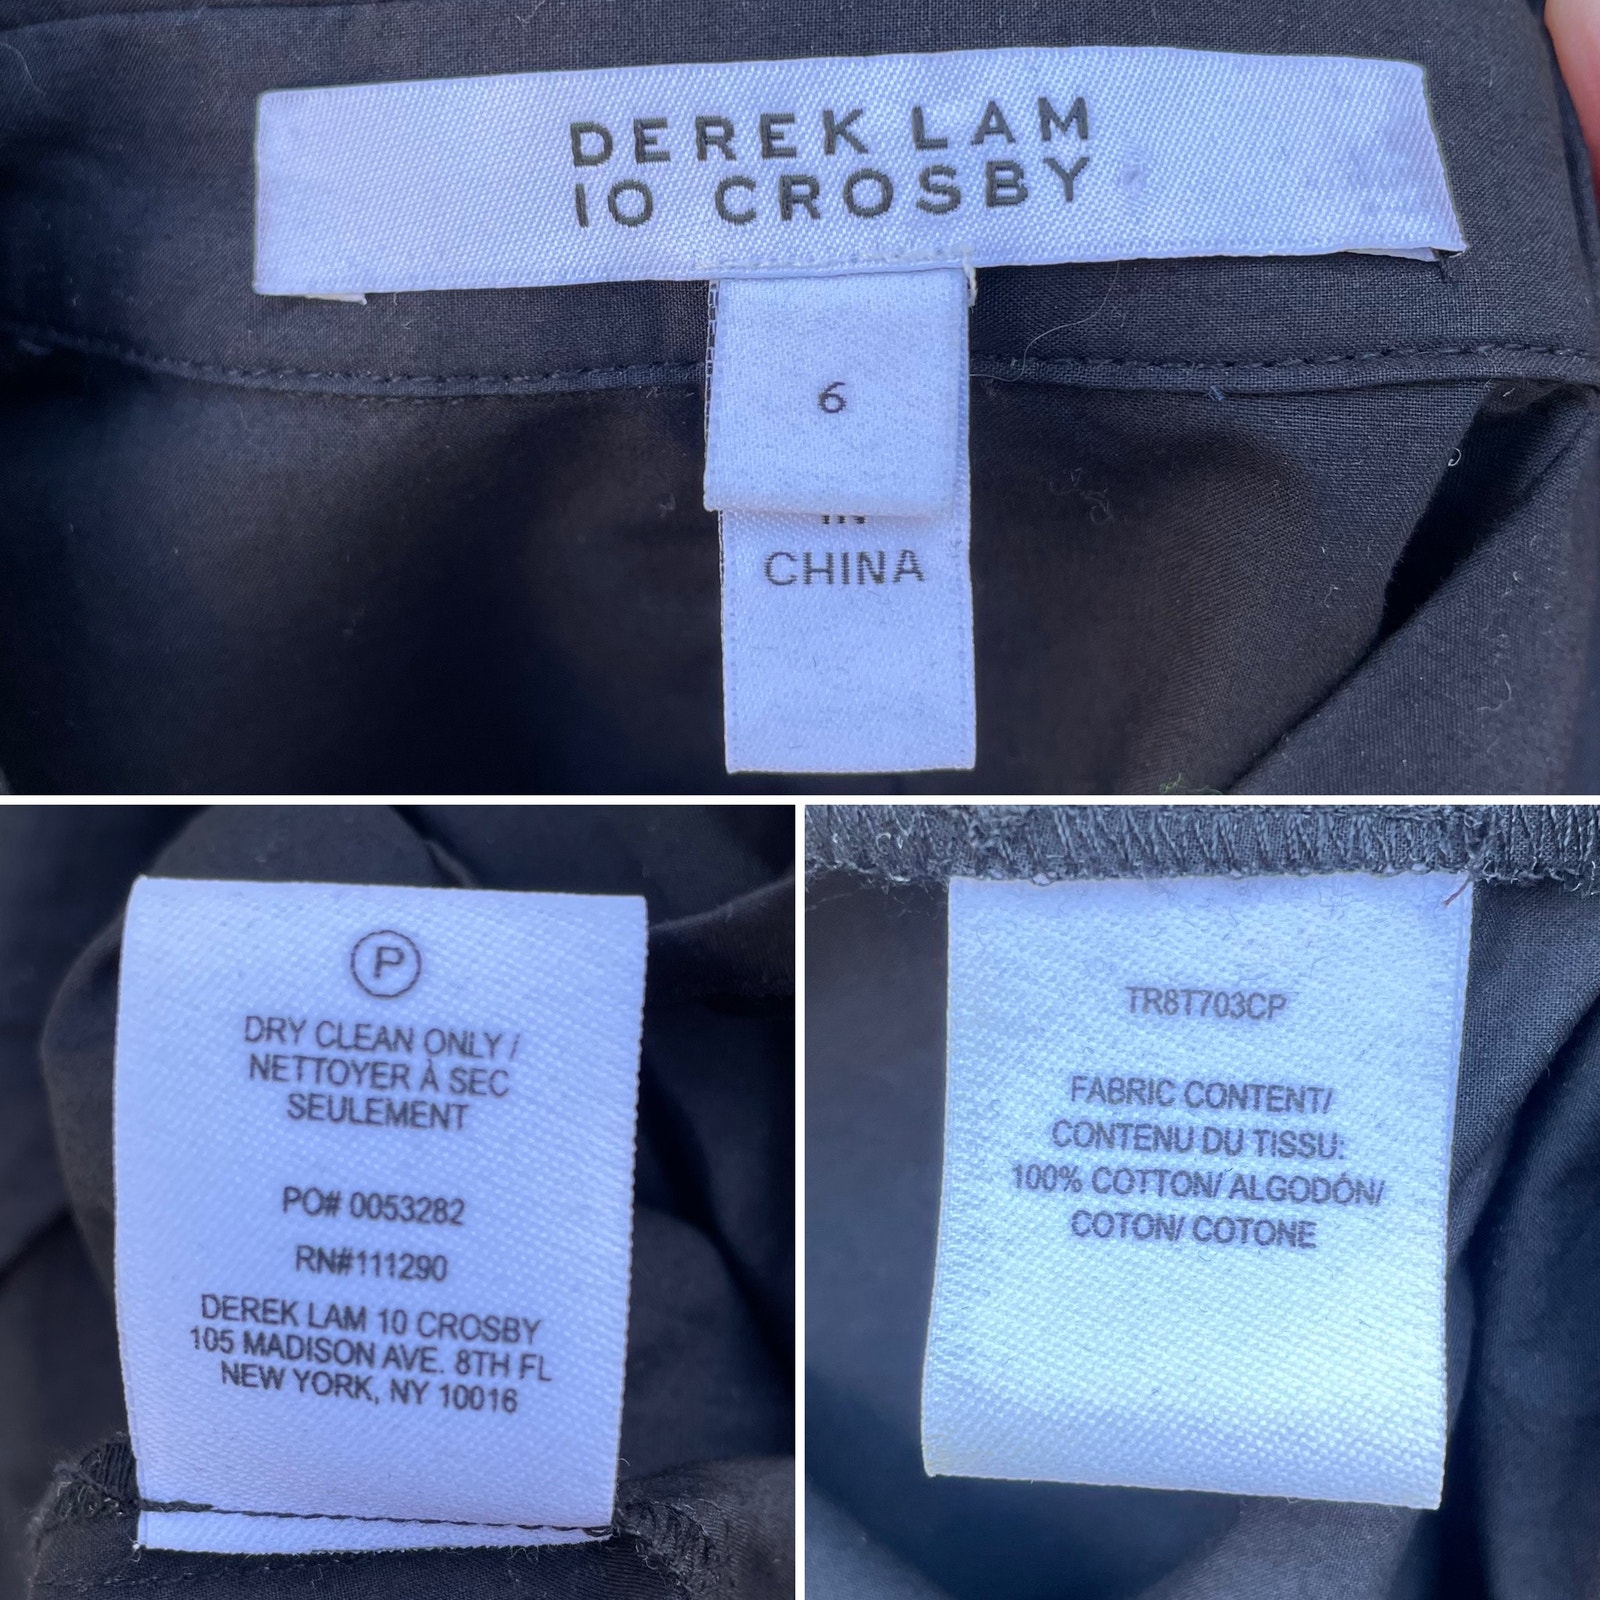 DEREK LAM
10 CROSBY
6
IN
CHINA
P
DRY CLEAN ONLY /
NETTOYER À SEC
SEULEMENT
PO# 0053282
RN#111290
DEREK LAM 10 CROSBY
105 MADISON AVE. 8TH FL
NEW YORK, NY 10016
TR8T703CP
FABRIC CONTENT/
CONTENU DU TISSU:
100% COTTON/ ALGODÓN/
COTON/ COTONE